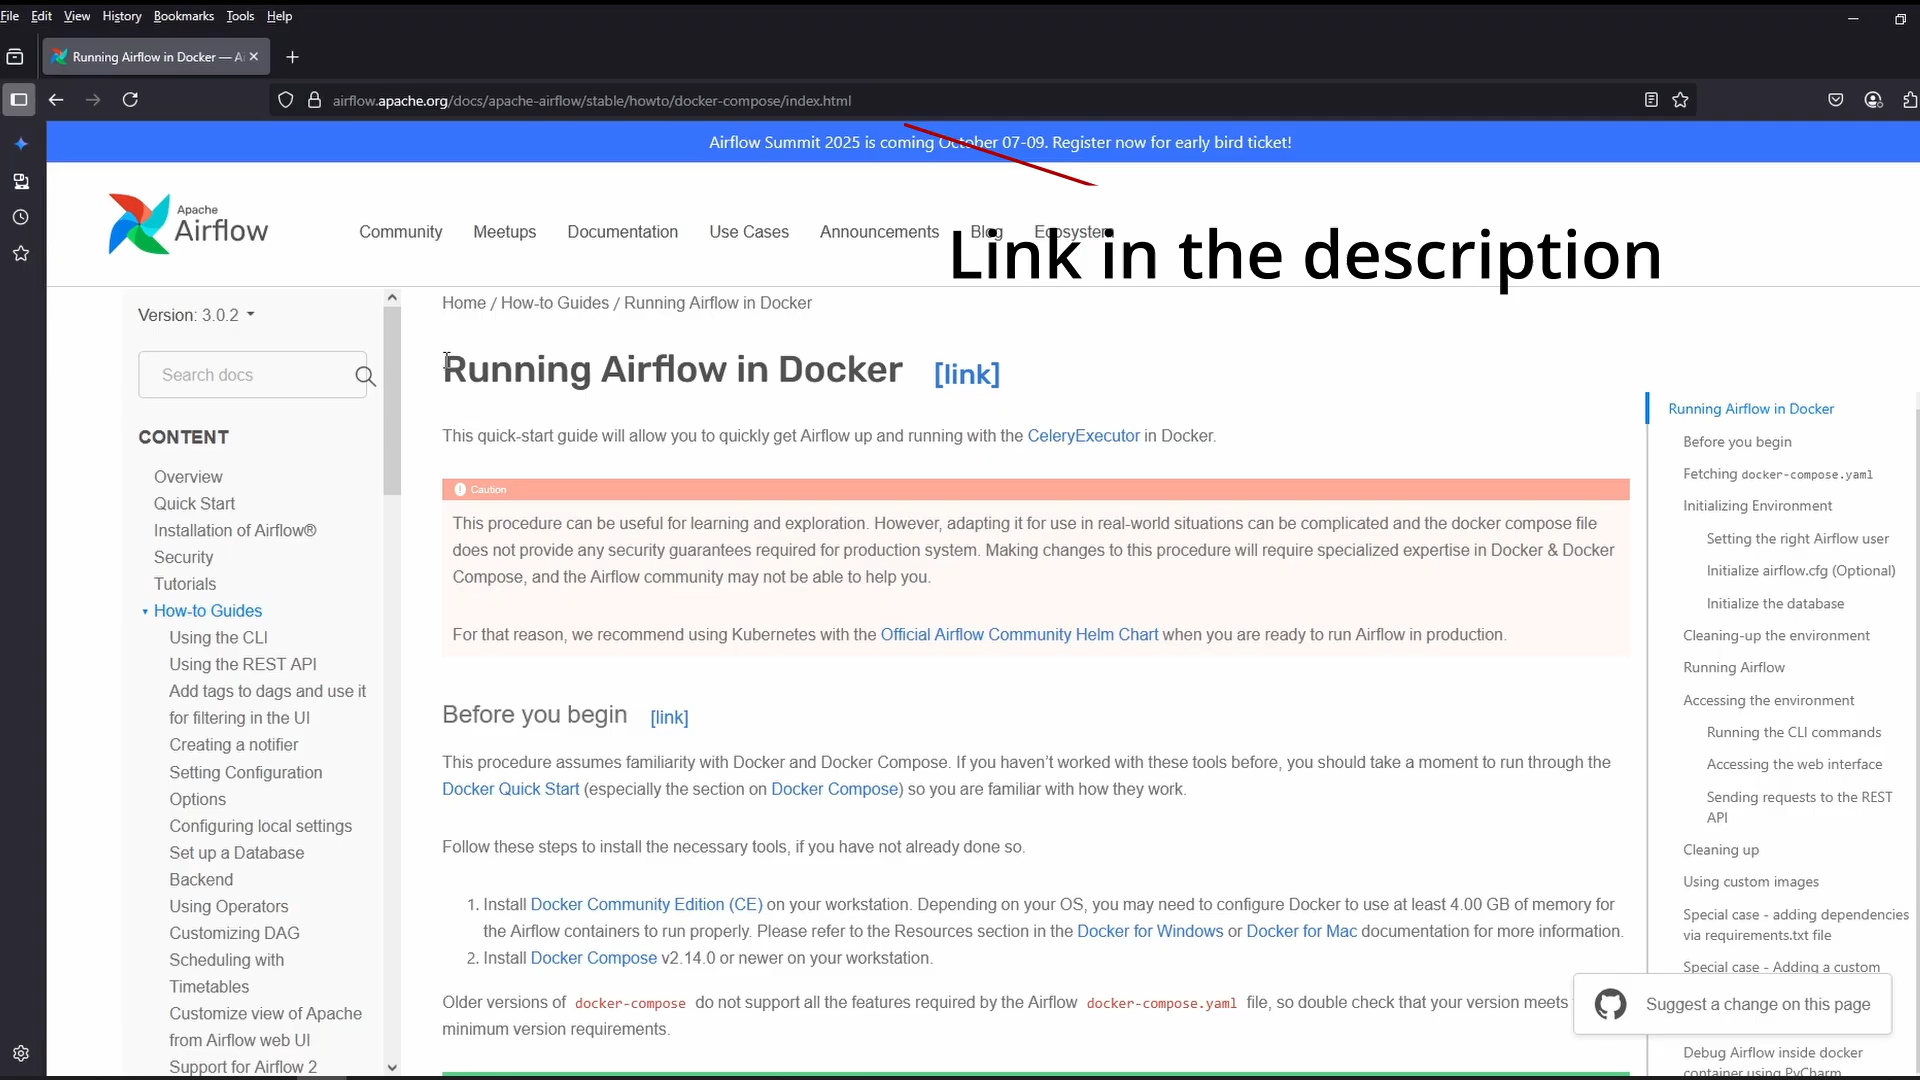 File Edit View History Bookmarks Tools Help
Running Airflow in Docker — A
airflow.apache.org/docs/apache-airflow/stable/howto/docker-compose/index.html
Airflow Summit 2025 is coming October 07-09. Register now for early bird ticket!
Apache
Airflow
Community Meetups Documentation Use Cases Announcements Blog Ecosystem
Link in the description
Version: 3.0.2
Search docs
CONTENT
Overview
Quick Start
Installation of Airflow®
Security
Tutorials
How-to Guides
Using the CLI
Using the REST API
Add tags to dags and use it
for filtering in the UI
Creating a notifier
Setting Configuration
Options
Configuring local settings
Set up a Database
Backend
Using Operators
Customizing DAG
Scheduling with
Timetables
Customize view of Apache
from Airflow web UI
Support for Airflow 2
Home / How-to Guides / Running Airflow in Docker
Running Airflow in Docker [link]
This quick-start guide will allow you to quickly get Airflow up and running with the CeleryExecutor in Docker.
Caution
This procedure can be useful for learning and exploration. However, adapting it for use in real-world situations can be complicated and the docker compose file
does not provide any security guarantees required for production system. Making changes to this procedure will require specialized expertise in Docker & Docker
Compose, and the Airflow community may not be able to help you.
For that reason, we recommend using Kubernetes with the Official Airflow Community Helm Chart when you are ready to run Airflow in production.
Before you begin [link]
This procedure assumes familiarity with Docker and Docker Compose. If you haven’t worked with these tools before, you should take a moment to run through the
Docker Quick Start (especially the section on Docker Compose) so you are familiar with how they work.
Follow these steps to install the necessary tools, if you have not already done so.
1. Install Docker Community Edition (CE) on your workstation. Depending on your OS, you may need to configure Docker to use at least 4.00 GB of memory for
the Airflow containers to run properly. Please refer to the Resources section in the Docker for Windows or Docker for Mac documentation for more information.
2. Install Docker Compose v2.14.0 or newer on your workstation.
Older versions of docker-compose do not support all the features required by the Airflow docker-compose.yaml file, so double check that your version meets
minimum version requirements.
Running Airflow in Docker
Before you begin
Fetching docker-compose.yaml
Initializing Environment
Setting the right Airflow user
Initialize airflow.cfg (Optional)
Initialize the database
Cleaning-up the environment
Running Airflow
Accessing the environment
Running the CLI commands
Accessing the web interface
Sending requests to the REST
API
Cleaning up
Using custom images
Special case - adding dependencies
via requirements.txt file
Special case - Adding a custom
Suggest a change on this page
Debug Airflow inside docker
container using PyCharm